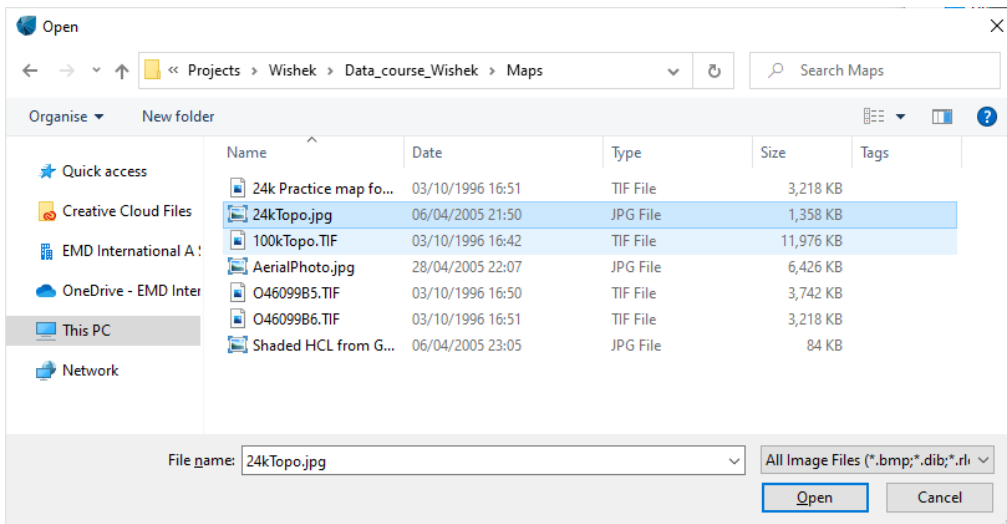 Open
« Projects > Wishek > Data_course_Wishek > Maps
Search Maps
Organise New folder
Name Date Type Size Tags
Quick access
Creative Cloud Files
EMD International A S
OneDrive - EMD Inter
This PC
Network
24k Practice map fo... 03/10/1996 16:51 TIF File 3,218 KB
24kTopo.jpg 06/04/2005 21:50 JPG File 1,358 KB
100kTopo.TIF 03/10/1996 16:42 TIF File 11,976 KB
AerialPhoto.jpg 28/04/2005 22:07 JPG File 6,426 KB
O46099B5.TIF 03/10/1996 16:50 TIF File 3,742 KB
O46099B6.TIF 03/10/1996 16:51 TIF File 3,218 KB
Shaded HCL from G... 06/04/2005 23:05 JPG File 84 KB
File name: 24kTopo.jpg All Image Files (*.bmp;*.dib;*.rl
Open Cancel